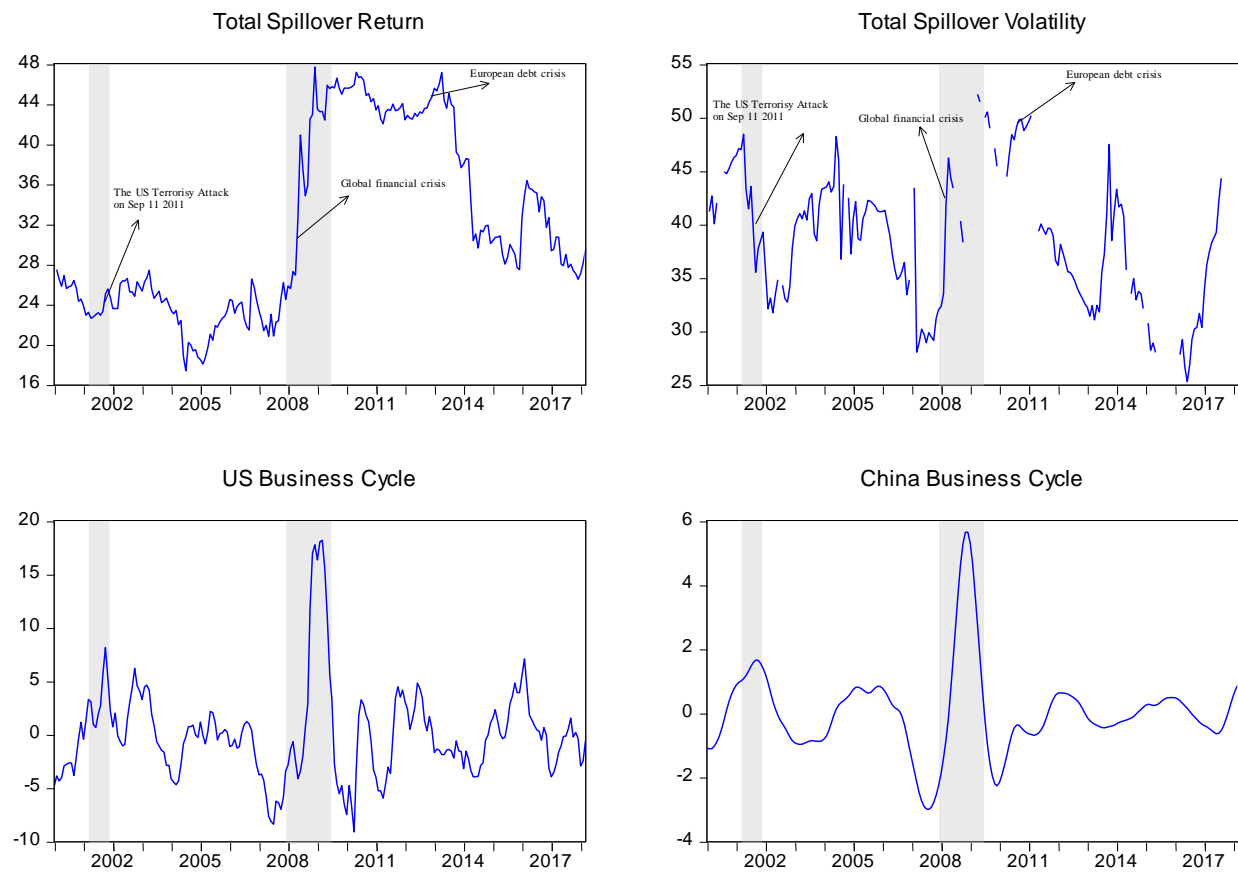 Total Spillover Return
48
44
40
36
32
28
24
20
16
European debt crisis
The US Terrorisy Attack
on Sep 11 2011
Global financial crisis
2002 2005 2008 2011 2014 2017
Total Spillover Volatility
55
50
45
40
35
30
25
European debt crisis
The US Terrorisy Attack
on Sep 11 2011
Global financial crisis
2002 2005 2008 2011 2014 2017
US Business Cycle
20
15
10
5
0
-5
-10
2002 2005 2008 2011 2014 2017
China Business Cycle
6
4
2
0
-2
-4
2002 2005 2008 2011 2014 2017